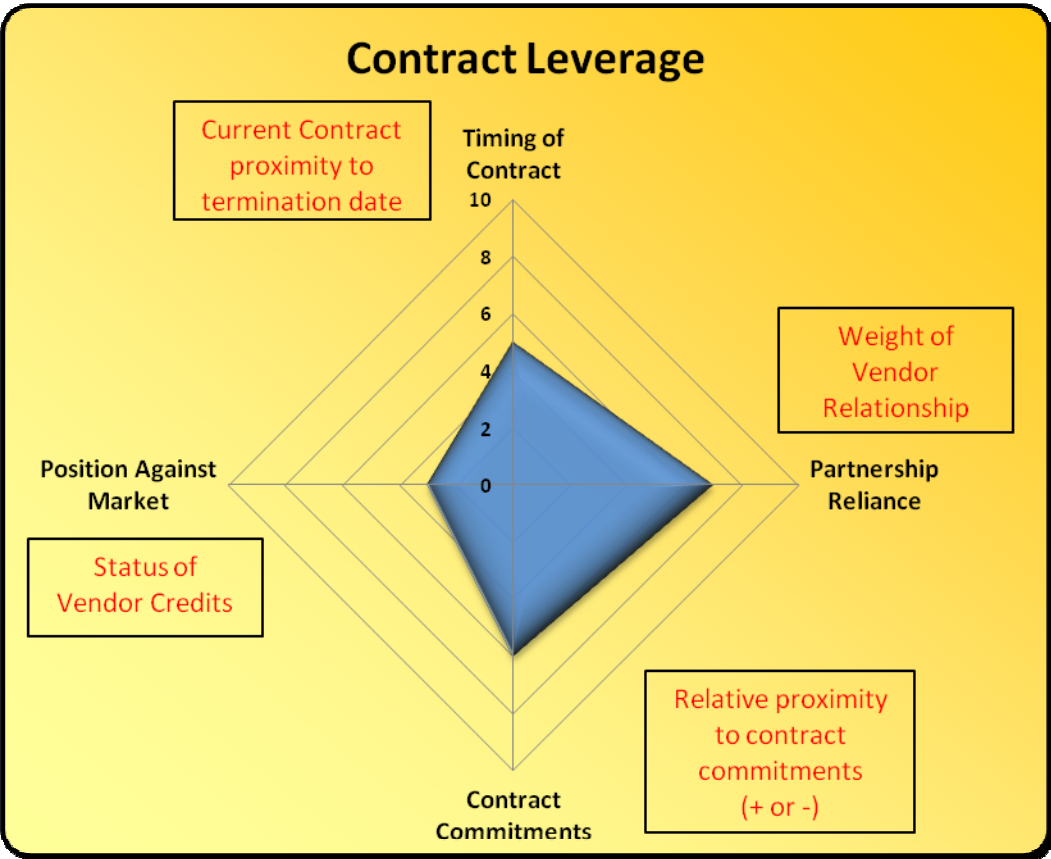 Contract Leverage
Current Contract
proximity to
termination date
Timing of
Contract
10
8
6
4
2
0
Weight of
Vendor
Relationship
Position Against
Market
Partnership
Reliance
Status of
Vendor Credits
Relative proximity
to contract
commitments
(+ or -)
Contract
Commitments